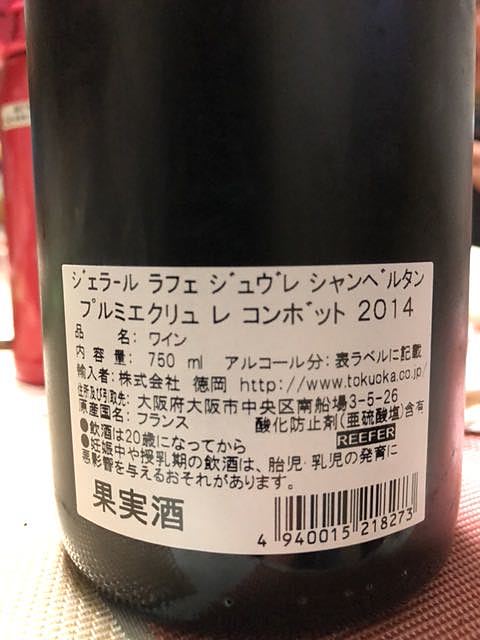 ジェラール ラフェ ジュヴレ シャンベルタン
プルミエクリュ レ コンボット 2014
品 名: ワイン
内 容 量: 750 ml アルコール分: 表ラベルに記載
輸入者: 株式会社 徳岡 http://www.tokuoka.co.jp/
住所及び引取先: 大阪府大阪市中央区南船場3-5-26
原産国名: フランス 酸化防止剤(亜硫酸塩)含有
●飲酒は20歳になってから REEFER
●妊娠中や授乳期の飲酒は、胎児・乳児の発育に
悪影響を与えるおそれがあります。
果実酒
4 940015 218273